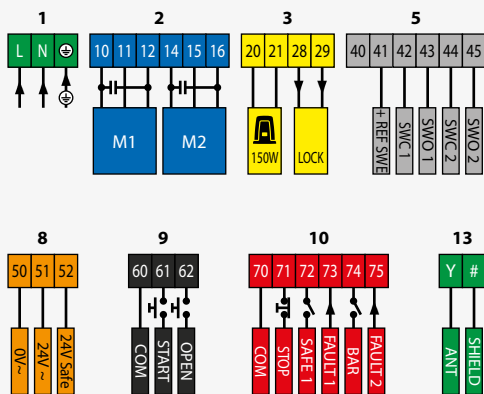 1 2 3 5
L N
10 11 12 14 15 16
20 21 28 29
40 41 42 43 44 45
M1 M2
150W LOCK
+ REF SWE
SWC 1
SWO 1
SWC 2
SWO 2
8 9 10 13
50 51 52
60 61 62
70 71 72 73 74 75
Y #
0V~
24V ~
24V Safe
COM
START
OPEN
COM
STOP
SAFE 1
FAULT 1
BAR
FAULT 2
ANT
SHIELD